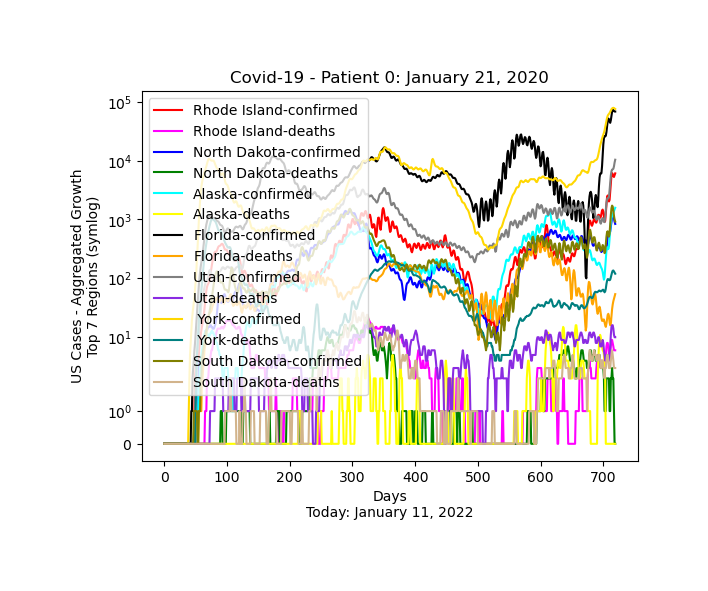 Covid-19 - Patient 0: January 21, 2020
US Cases - Aggregated Growth
Top 7 Regions (symlog)
10^5
10^4
10^3
10^2
10^1
10^0
0
Rhode Island-confirmed
Rhode Island-deaths
North Dakota-confirmed
North Dakota-deaths
Alaska-confirmed
Alaska-deaths
Florida-confirmed
Florida-deaths
Utah-confirmed
Utah-deaths
York-confirmed
York-deaths
South Dakota-confirmed
South Dakota-deaths
0 100 200 300 400 500 600 700
Days
Today: January 11, 2022